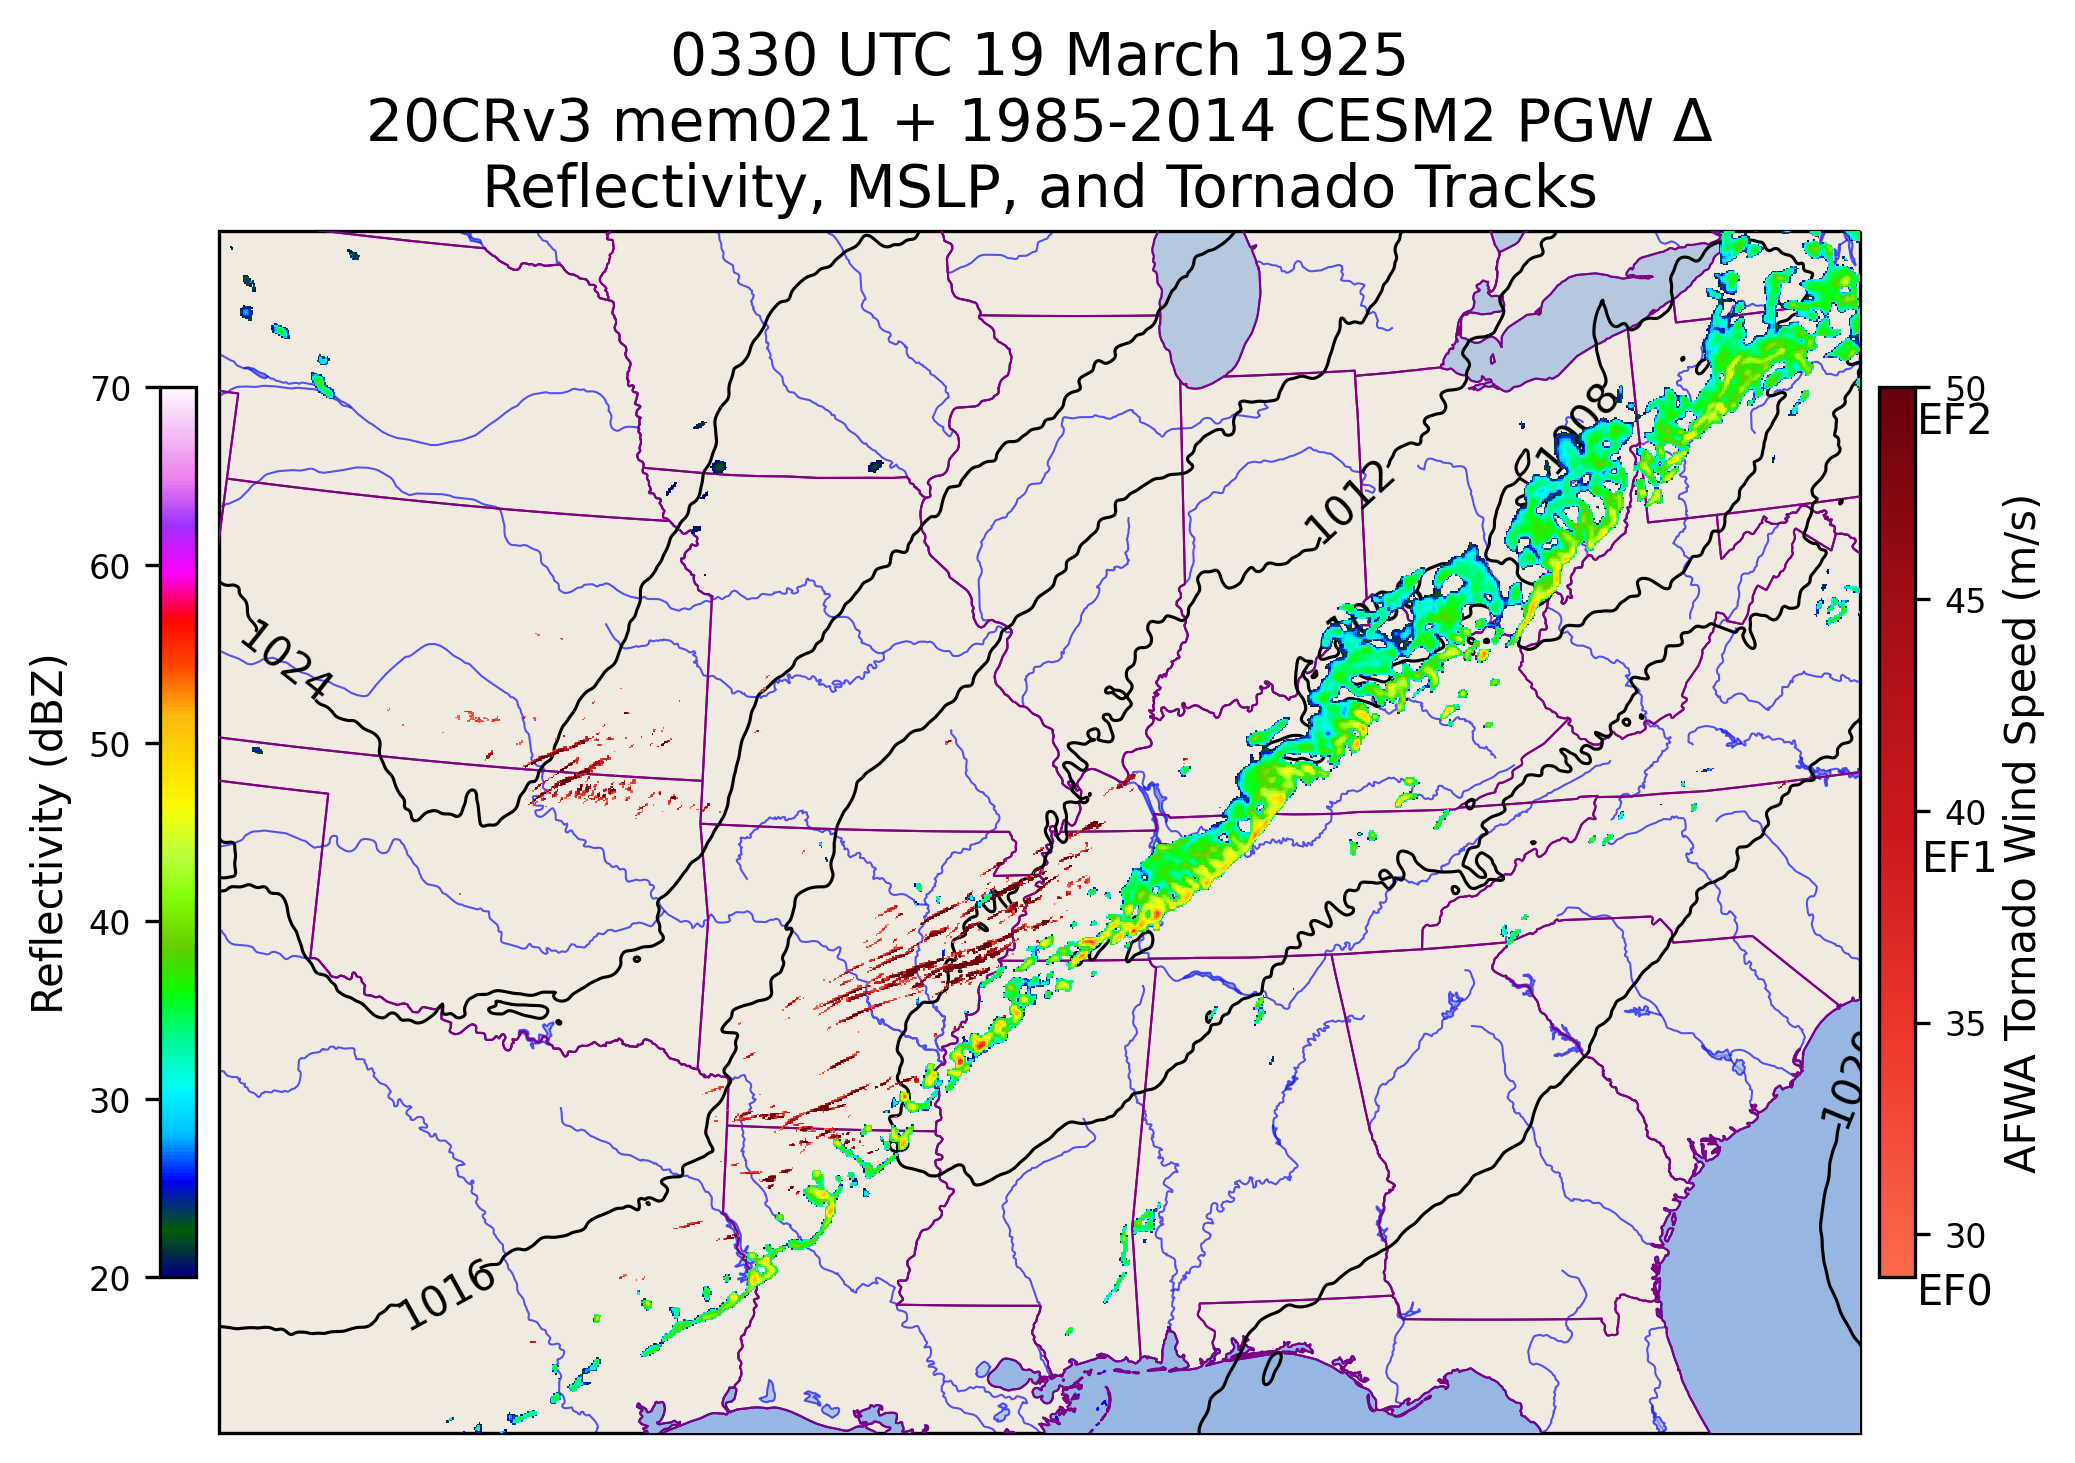 0330 UTC 19 March 1925
20CRv3 mem021 + 1985-2014 CESM2 PGW Δ
Reflectivity, MSLP, and Tornado Tracks
70
60
50
40
30
20
Reflectivity (dBZ)
1024
1016
1012
1008
1020
50
EF2
45
40
EF1
35
30
EF0
AFWA Tornado Wind Speed (m/s)